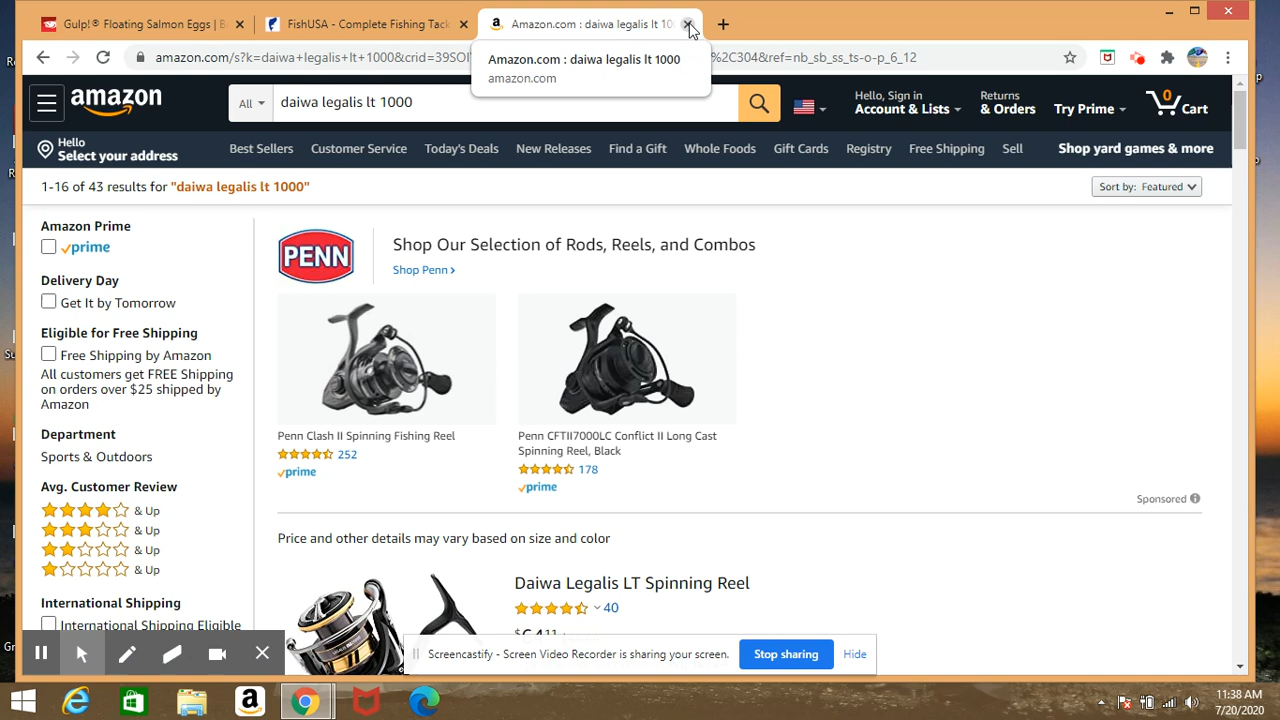 Gulp!® Floating Salmon Eggs | B
FishUSA - Complete Fishing Tack
Amazon.com : daiwa legalis lt 10
amazon.com/s?k=daiwa+legalis+lt+1000&crid=39SO
%2C304&ref=nb_sb_ss_ts-o-p_6_12
Amazon.com : daiwa legalis lt 1000
amazon.com
amazon
All
daiwa legalis lt 1000
Hello, Sign in
Account & Lists
Returns
& Orders
Try Prime
0
Cart
Hello
Select your address
Best Sellers
Customer Service
Today's Deals
New Releases
Find a Gift
Whole Foods
Gift Cards
Registry
Free Shipping
Sell
Shop yard games & more
1-16 of 43 results for "daiwa legalis lt 1000"
Sort by: Featured
Amazon Prime
prime
Delivery Day
Get It by Tomorrow
Eligible for Free Shipping
Free Shipping by Amazon
All customers get FREE Shipping
on orders over $25 shipped by
Amazon
Department
Sports & Outdoors
Avg. Customer Review
& Up
& Up
& Up
& Up
International Shipping
International Shipping Eligible
PENN
Shop Our Selection of Rods, Reels, and Combos
Shop Penn ›
Penn Clash II Spinning Fishing Reel
252
prime
Penn CFTII7000LC Conflict II Long Cast
Spinning Reel, Black
178
prime
Sponsored
Price and other details may vary based on size and color
Daiwa Legalis LT Spinning Reel
40
Screencastify - Screen Video Recorder is sharing your screen.
Stop sharing
Hide
11:38 AM
7/20/2020